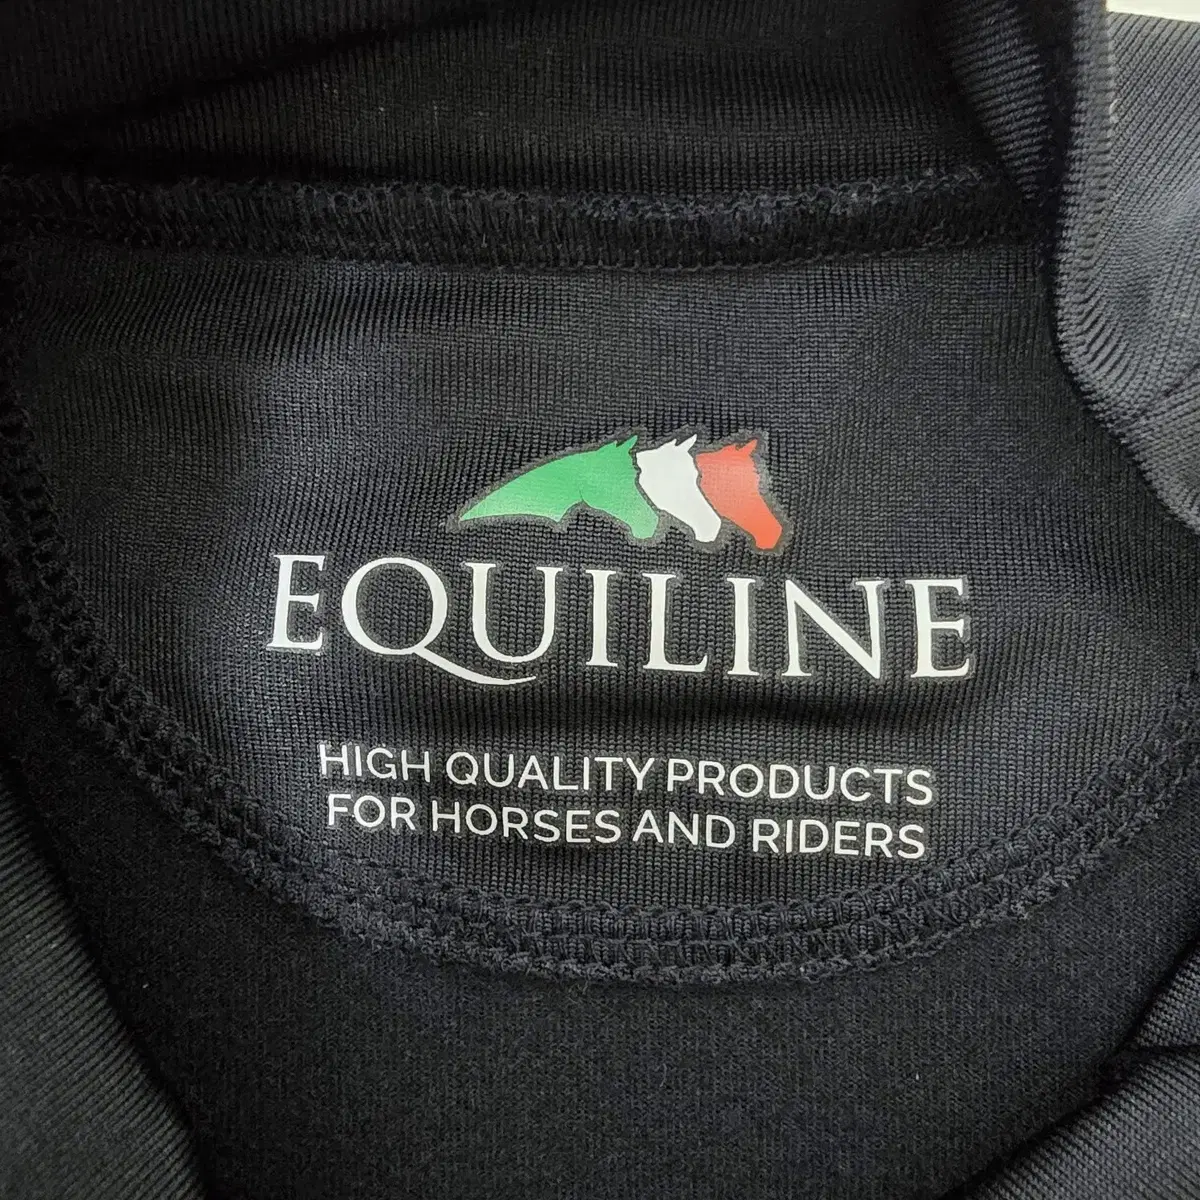 EQUILINE
HIGH QUALITY PRODUCTS
FOR HORSES AND RIDERS